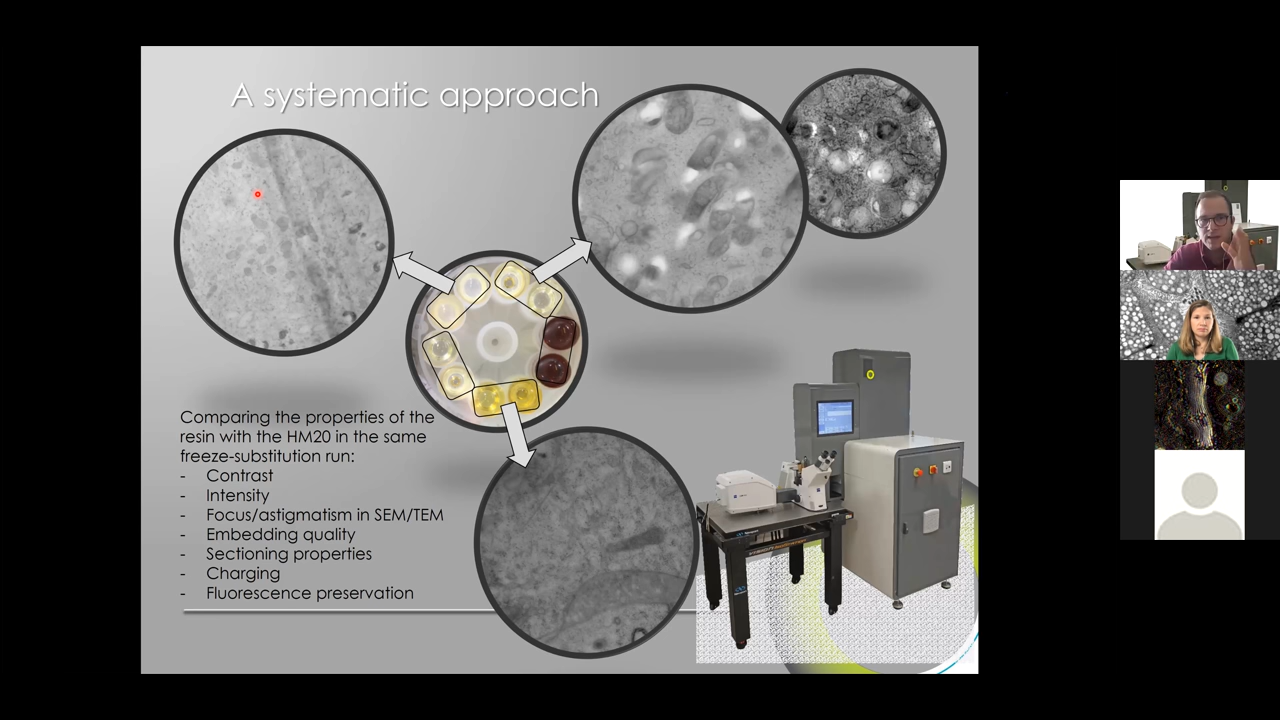 A systematic approach
Comparing the properties of the
resin with the HM20 in the same
freeze-substitution run:
- Contrast
- Intensity
- Focus/astigmatism in SEM/TEM
- Embedding quality
- Sectioning properties
- Charging
- Fluorescence preservation